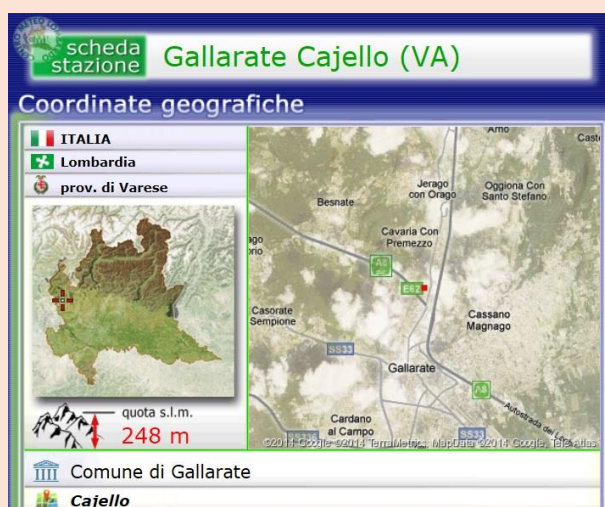 scheda
stazione
Gallarate Cajello (VA)
Coordinate geografiche
ITALIA
Lombardia
prov. di Varese
quota s.l.m.
248 m
Arno
Jerago
con Orago
Oggiona Con
Santo Stefano
Besnate
Cavaria Con
Premezzo
A8
E62
Casorate
Sempione
Cassano
Magnago
SS33
Gallarate
A8
Cardano
al Campo
SS33
Autostrada dei
©2014 Google ©2014 TerraMetrics, MapData ©2014 Google, Tele Atlas
Comune di Gallarate
Cajello